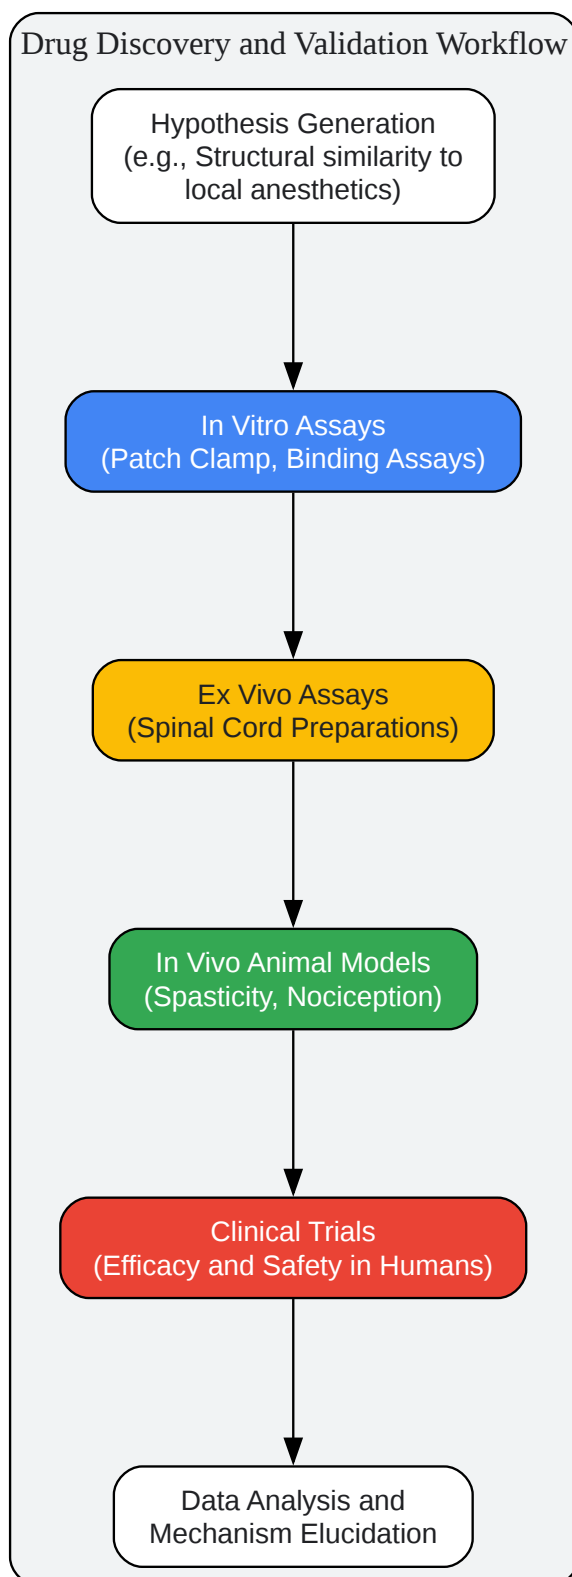 Drug Discovery and Validation Workflow
Hypothesis Generation
(e.g., Structural similarity to
local anesthetics)
In Vitro Assays
(Patch Clamp, Binding Assays)
Ex Vivo Assays
(Spinal Cord Preparations)
In Vivo Animal Models
(Spasticity, Nociception)
Clinical Trials
(Efficacy and Safety in Humans)
Data Analysis and
Mechanism Elucidation